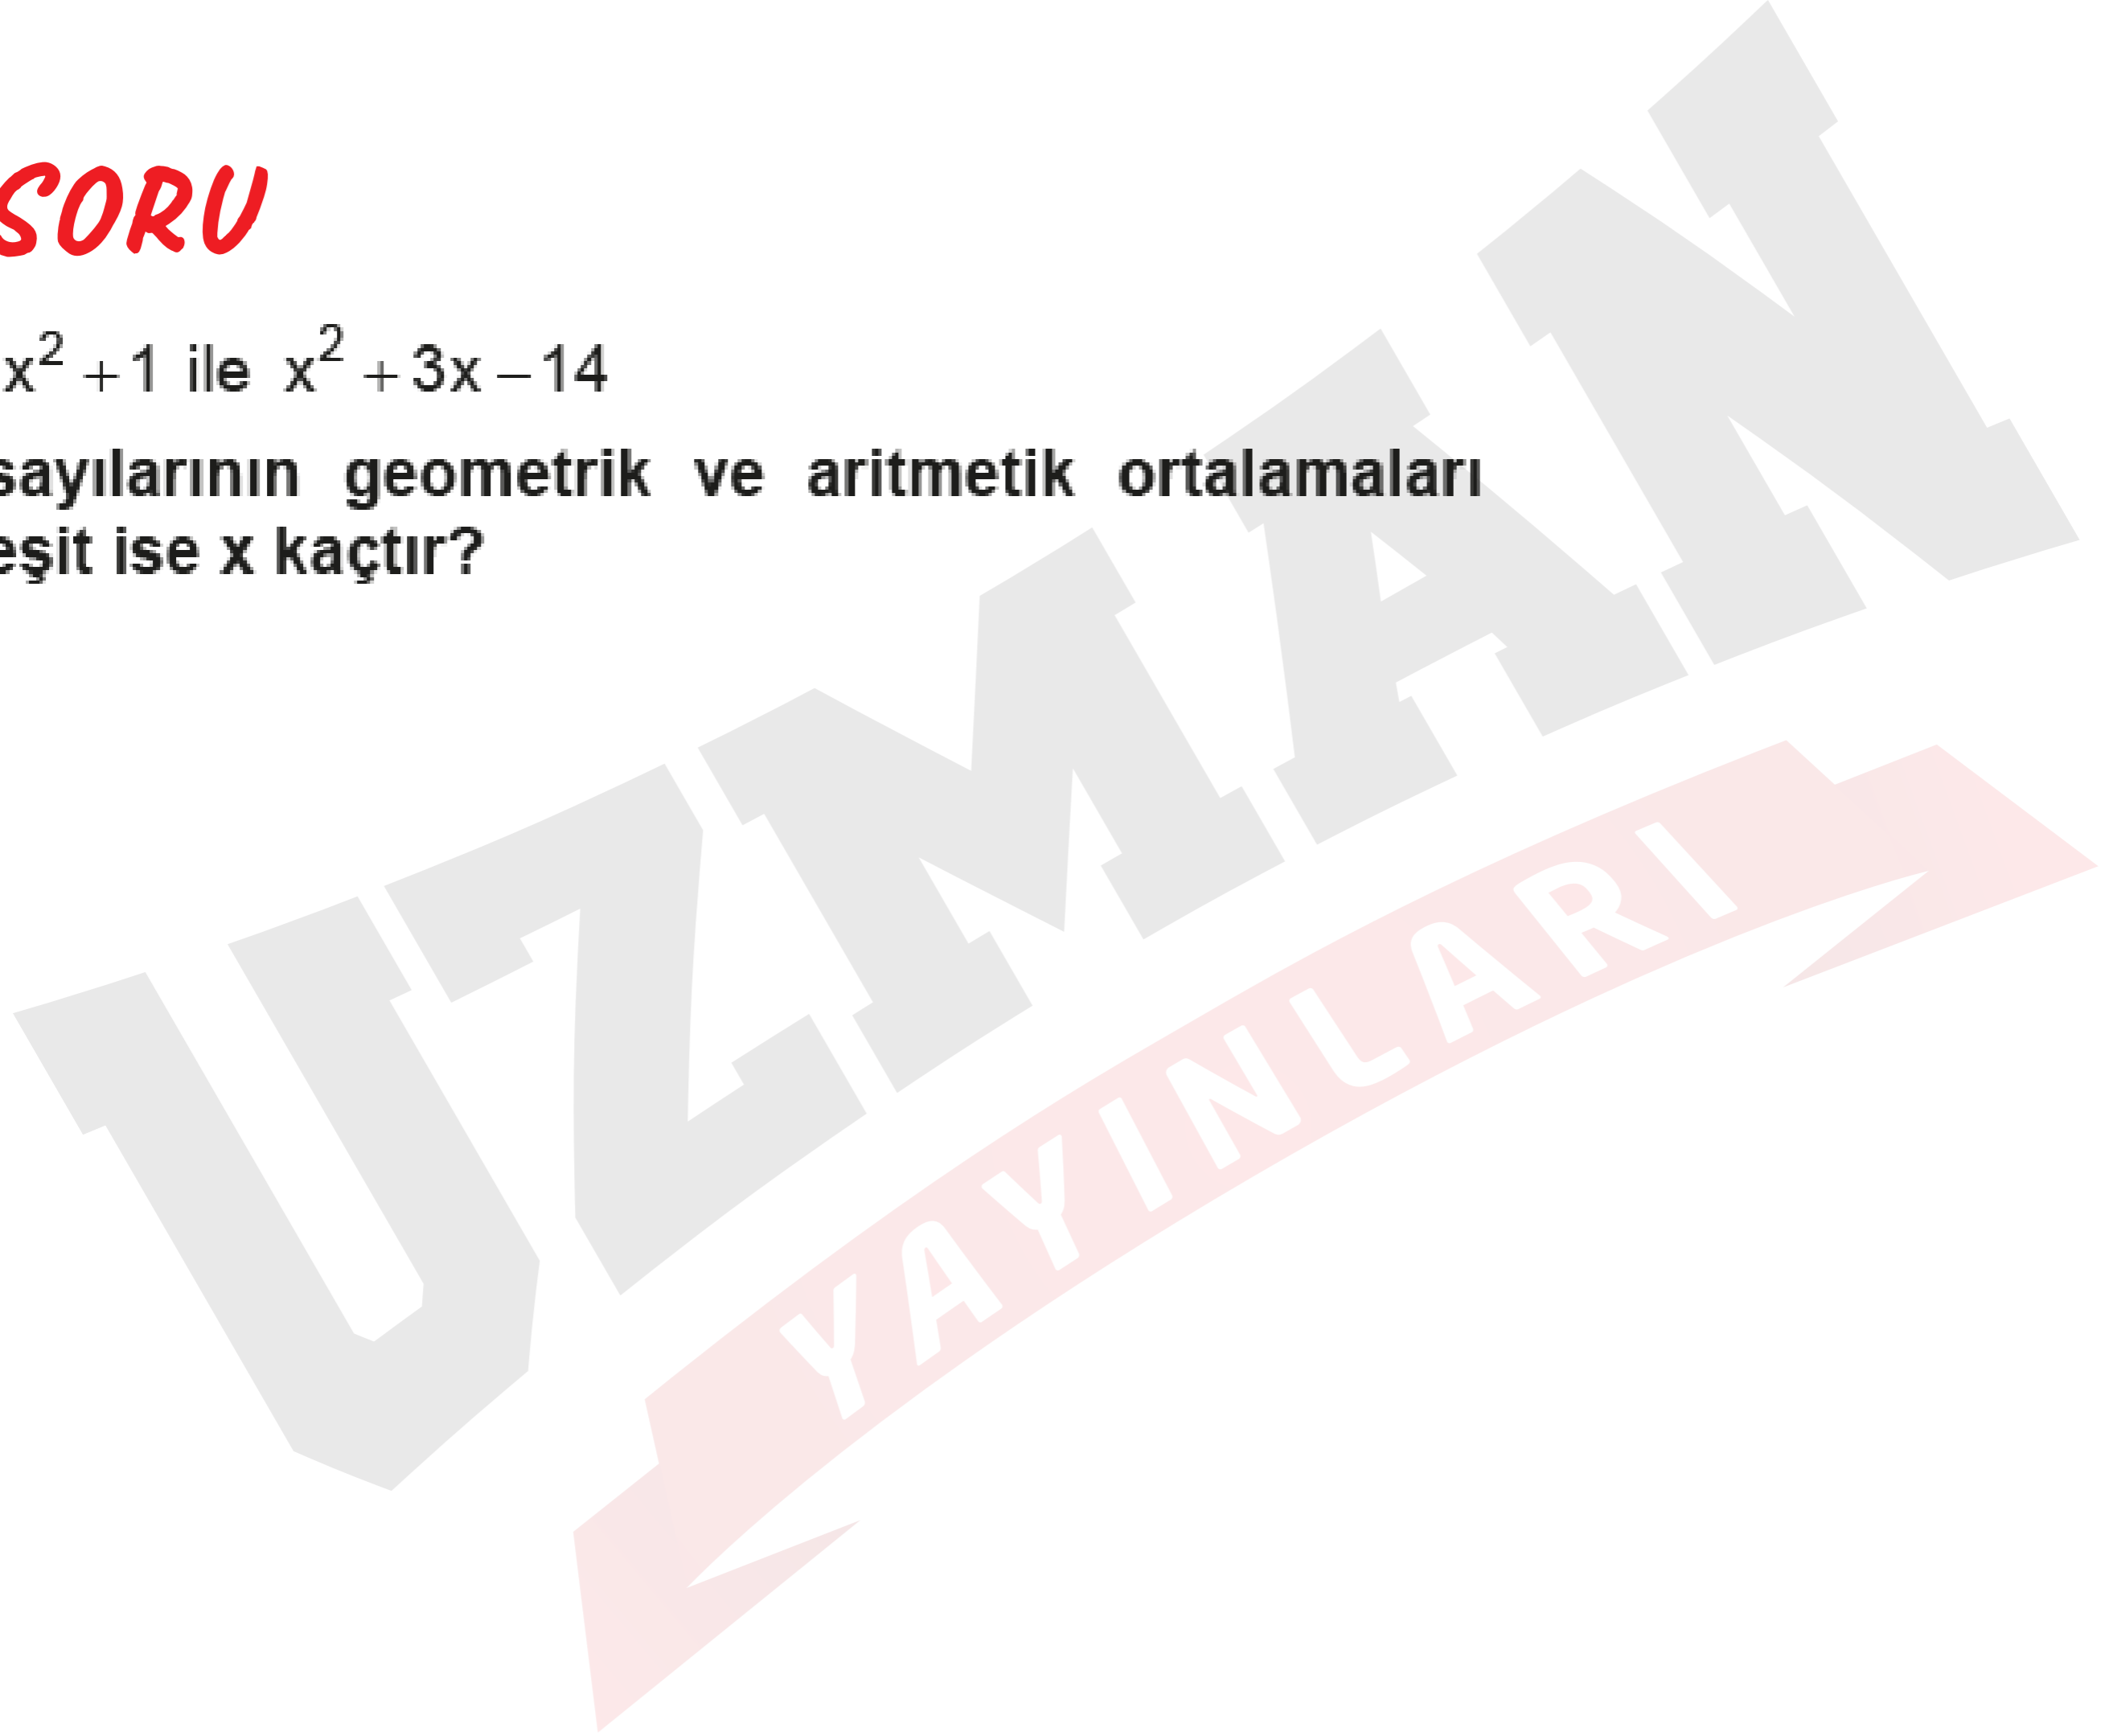 SORU
x² + 1 ile x² + 3x – 14
sayılarının geometrik ve aritmetik ortalamaları
eşit ise x kaçtır?
UZMAN
YAYINLARI